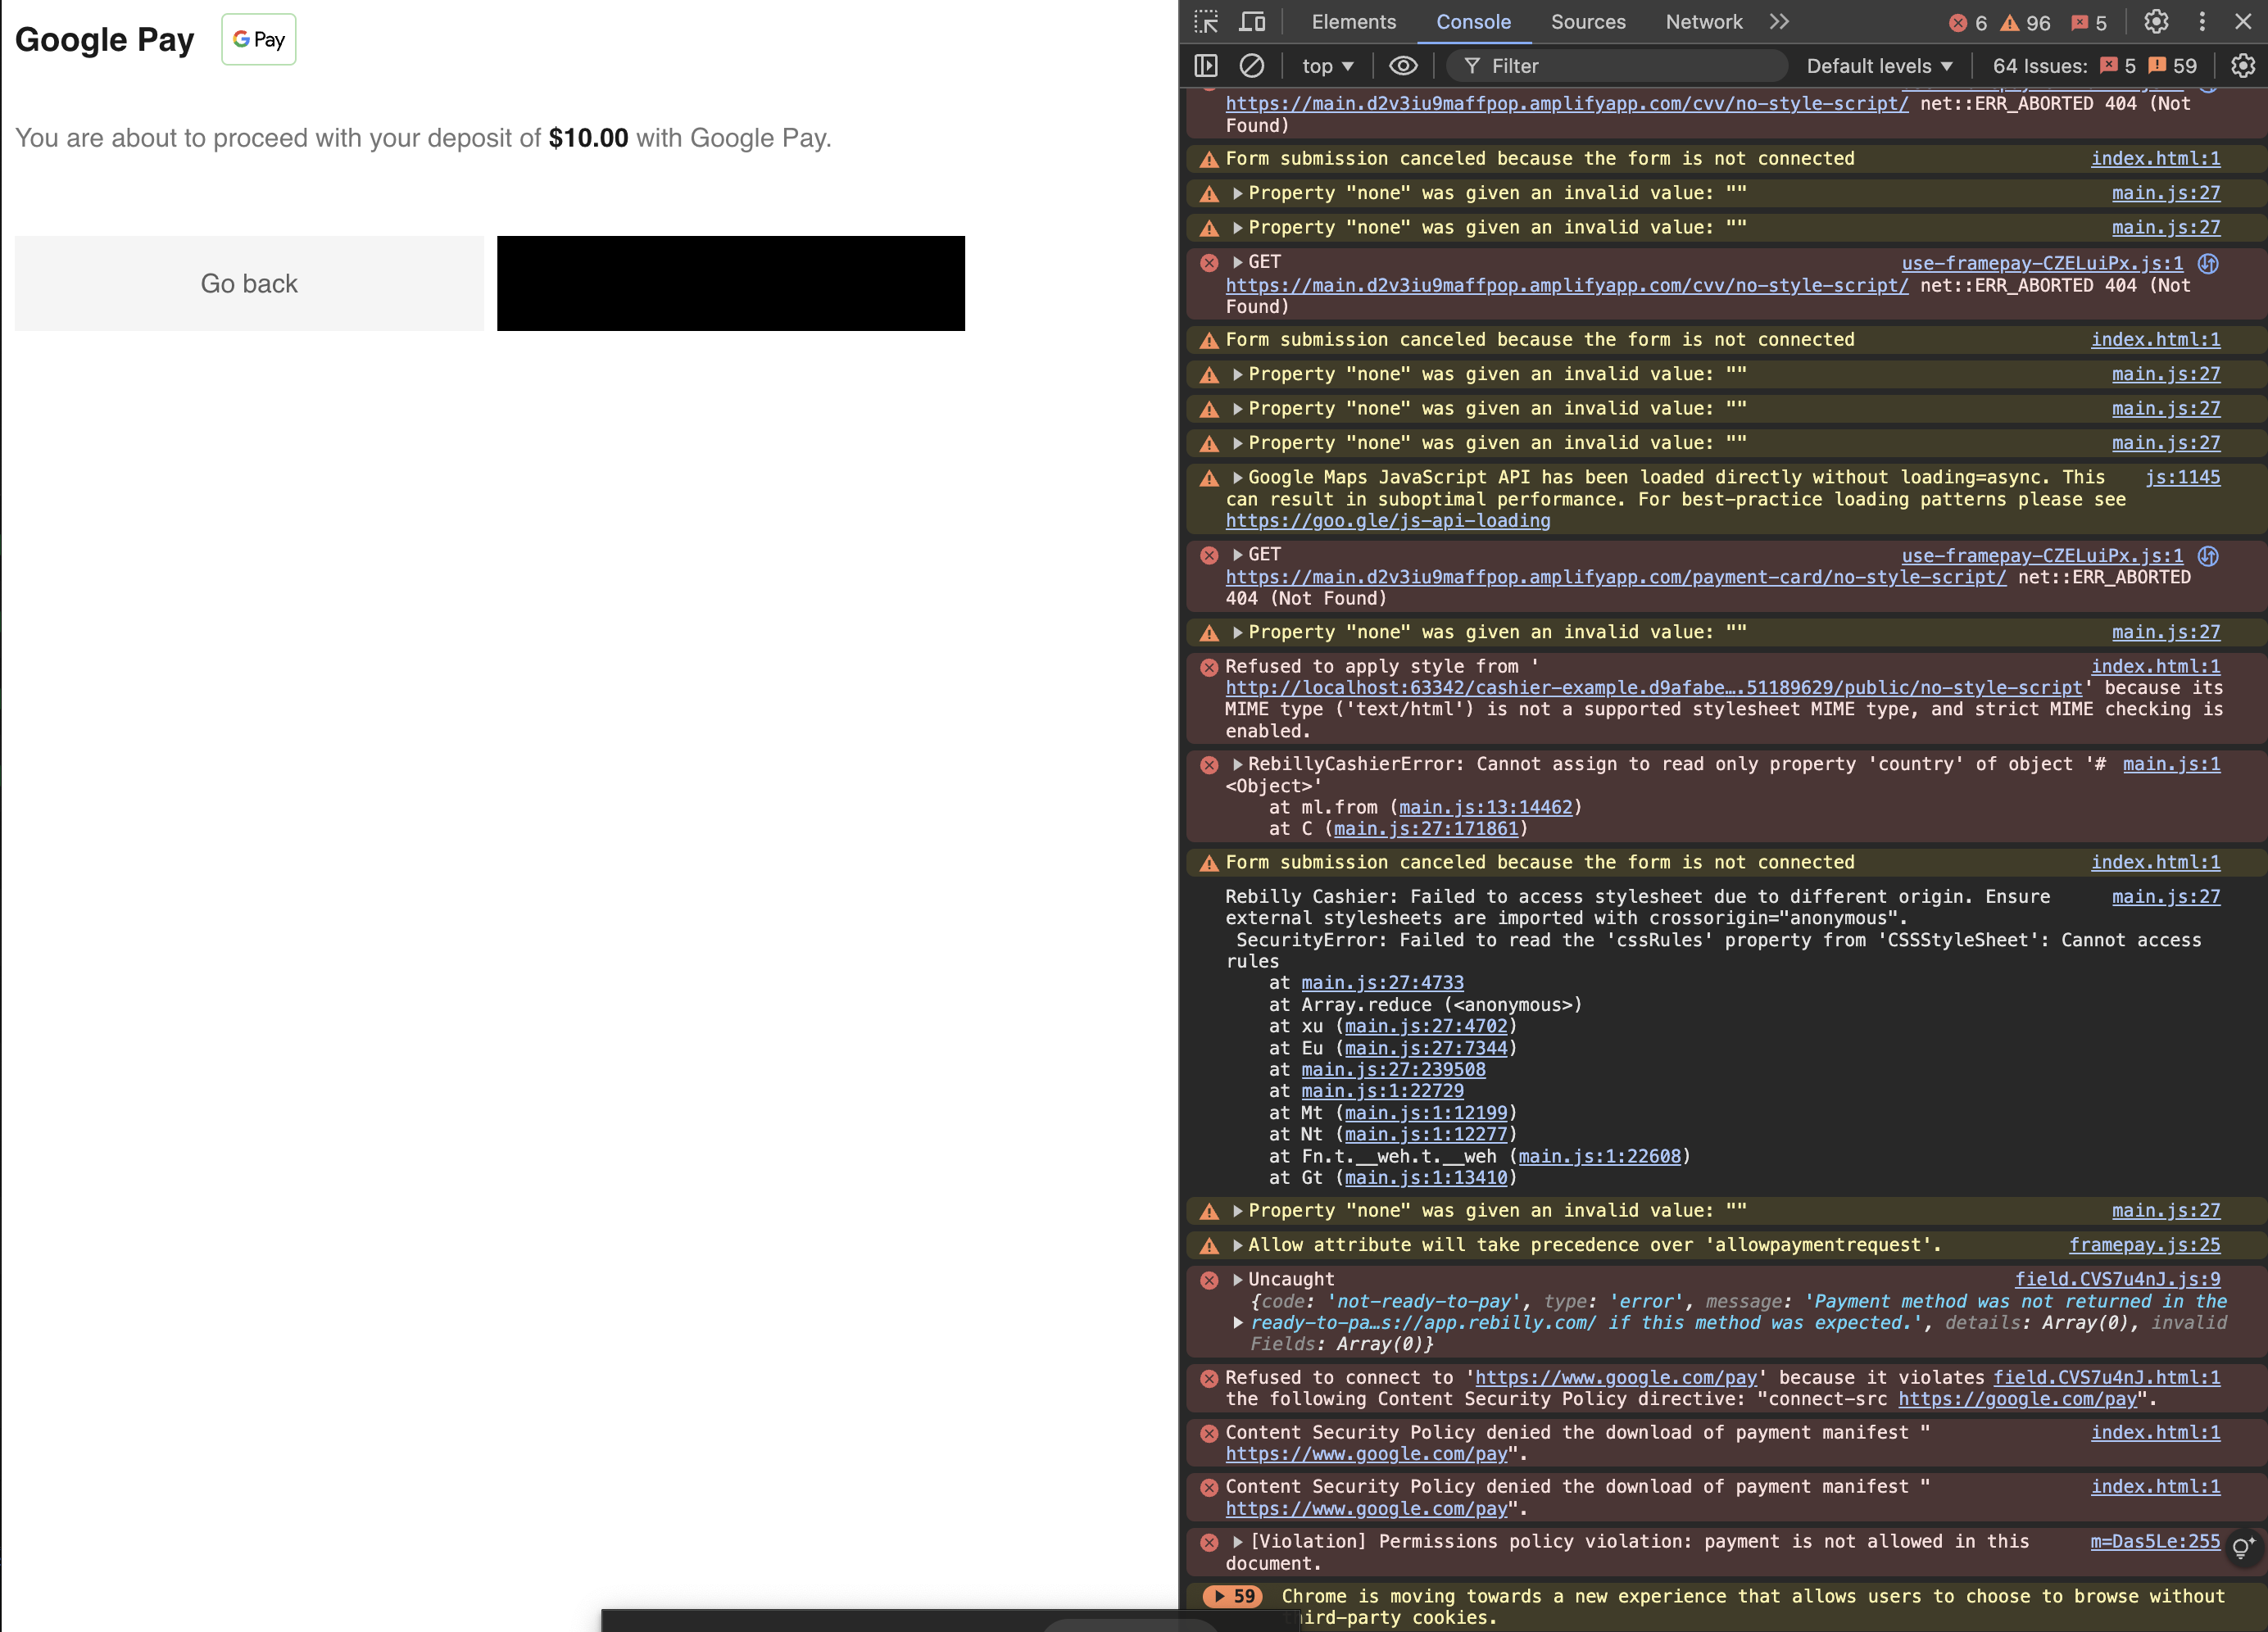 Google Pay
G Pay
You are about to proceed with your deposit of $10.00 with Google Pay.
Go back
Elements Console Sources Network 6 96 5
top Filter Default levels 64 Issues: 5 59
https://main.d2v3iu9maffpop.amplifyapp.com/cvv/no-style-script/ net::ERR_ABORTED 404 (Not
Found)
Form submission canceled because the form is not connected index.html:1
Property "none" was given an invalid value: "" main.js:27
Property "none" was given an invalid value: "" main.js:27
GET use-framepay-CZELuiPx.js:1
https://main.d2v3iu9maffpop.amplifyapp.com/cvv/no-style-script/ net::ERR_ABORTED 404 (Not
Found)
Form submission canceled because the form is not connected index.html:1
Property "none" was given an invalid value: "" main.js:27
Property "none" was given an invalid value: "" main.js:27
Property "none" was given an invalid value: "" main.js:27
Google Maps JavaScript API has been loaded directly without loading=async. This js:1145
can result in suboptimal performance. For best-practice loading patterns please see
https://goo.gle/js-api-loading
GET use-framepay-CZELuiPx.js:1
https://main.d2v3iu9maffpop.amplifyapp.com/payment-card/no-style-script/ net::ERR_ABORTED
404 (Not Found)
Property "none" was given an invalid value: "" main.js:27
Refused to apply style from ' index.html:1
http://localhost:63342/cashier-example.d9afabe….51189629/public/no-style-script' because its
MIME type ('text/html') is not a supported stylesheet MIME type, and strict MIME checking is
enabled.
RebillyCashierError: Cannot assign to read only property 'country' of object '# main.js:1
<Object>'
at ml.from (main.js:13:14462)
at C (main.js:27:171861)
Form submission canceled because the form is not connected index.html:1
Rebilly Cashier: Failed to access stylesheet due to different origin. Ensure main.js:27
external stylesheets are imported with crossorigin="anonymous".
SecurityError: Failed to read the 'cssRules' property from 'CSSStyleSheet': Cannot access
rules
at main.js:27:4733
at Array.reduce (<anonymous>)
at xu (main.js:27:4702)
at Eu (main.js:27:7344)
at main.js:27:239508
at main.js:1:22729
at Mt (main.js:1:12199)
at Nt (main.js:1:12277)
at Fn.t.__weh.t.__weh (main.js:1:22608)
at Gt (main.js:1:13410)
Property "none" was given an invalid value: "" main.js:27
Allow attribute will take precedence over 'allowpaymentrequest'. framepay.js:25
Uncaught field.CVS7u4nJ.js:9
{code: 'not-ready-to-pay', type: 'error', message: 'Payment method was not returned in the
ready-to-pa…s://app.rebilly.com/ if this method was expected.', details: Array(0), invalid
Fields: Array(0)}
Refused to connect to 'https://www.google.com/pay' because it violates field.CVS7u4nJ.html:1
the following Content Security Policy directive: "connect-src https://google.com/pay".
Content Security Policy denied the download of payment manifest " index.html:1
https://www.google.com/pay".
Content Security Policy denied the download of payment manifest " index.html:1
https://www.google.com/pay".
[Violation] Permissions policy violation: payment is not allowed in this m=Das5Le:255
document.
59 Chrome is moving towards a new experience that allows users to choose to browse without
third-party cookies.